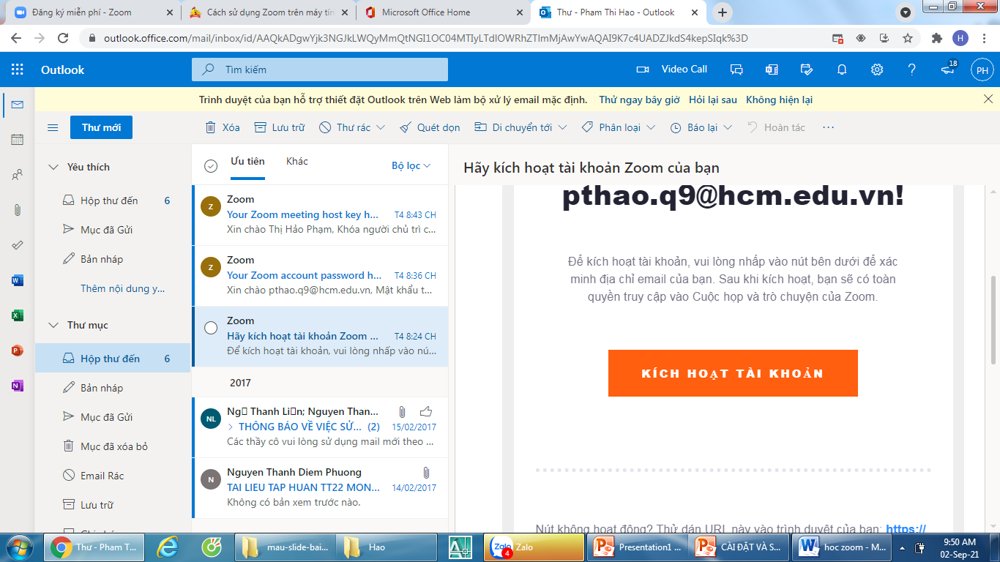 Đăng ký miễn phí - Zoom
Cách sử dụng Zoom trên máy tín
Microsoft Office Home
Thư - Pham Thi Hao - Outlook
outlook.office.com/mail/inbox/id/AAQkADgwYjk3NGJkLWQyMmQtNGI1OC04MTIyLTdlOWRhZTlmMjAwYwAQAI9K7c4UADZJkdS4kepSIqk%3D
H
Outlook
Tìm kiếm
Video Call
18
PH
Trình duyệt của bạn hỗ trợ thiết đặt Outlook trên Web làm bộ xử lý email mặc định. Thử ngay bây giờ Hỏi lại sau Không hiện lại
Thư mới
Xóa
Lưu trữ
Thư rác
Quét dọn
Di chuyển tới
Phân loại
Báo lại
Hoàn tác
Yêu thích
Hộp thư đến 6
Mục đã Gửi
Bản nháp
Thêm nội dung y...
Thư mục
Hộp thư đến 6
Bản nháp
Mục đã Gửi
Mục đã xóa bỏ
Email Rác
Lưu trữ
Ưu tiên
Khác
Bộ lọc
Z
Zoom
Your Zoom meeting host key h... T4 8:43 CH
Xin chào Thị Hảo Phạm, Khóa người chủ trì c...
Z
Zoom
Your Zoom account password h... T4 8:36 CH
Xin chào pthao.q9@hcm.edu.vn, Mật khẩu t...
Zoom
Hãy kích hoạt tài khoản Zoom ... T4 8:24 CH
Để kích hoạt tài khoản, vui lòng nhấp vào nú...
2017
NL
Thanh Nguyen Than...
THÔNG BÁO VỀ VIỆC SỬ... (2) 15/02/2017
Các thầy cô vui lòng sử dụng mail mới theo ...
N
Nguyen Thanh Diem Phuong
TAI LIEU TAP HUAN TT22 MON... 14/02/2017
Không có bản xem trước nào.
Hãy kích hoạt tài khoản Zoom của bạn
pthao.q9@hcm.edu.vn!
Để kích hoạt tài khoản, vui lòng nhấp vào nút bên dưới để xác
minh địa chỉ email của bạn. Sau khi kích hoạt, bạn sẽ có toàn
quyền truy cập vào Cuộc họp và trò chuyện của Zoom.
KÍCH HOẠT TÀI KHOẢN
Nút không hoạt động? Thử dán URL này vào trình duyệt của bạn: https://
Thư - Pham T...
mau-slide-bai...
Hao
Zalo
4
Zalo
Presentation1 ...
CÀI ĐẶT VÀ S...
hoc zoom - M...
9:50 AM
02-Sep-21